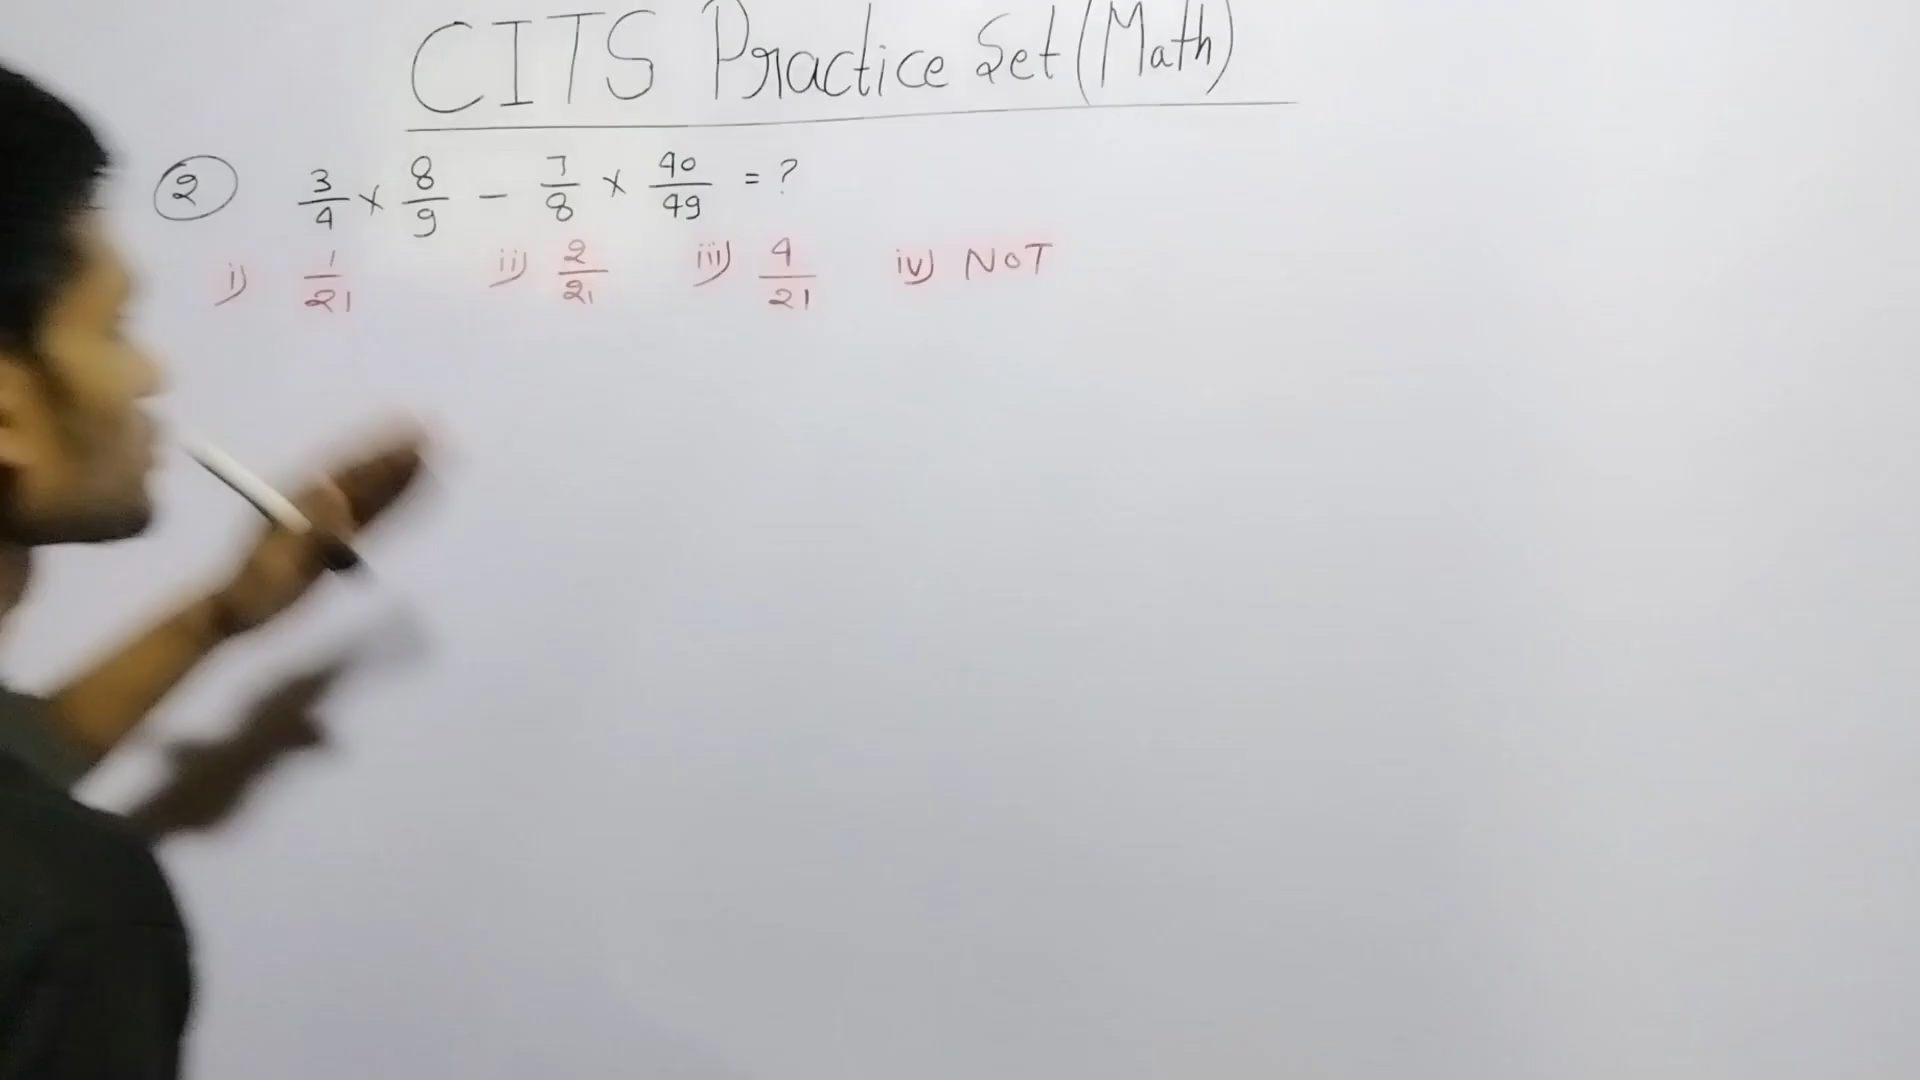 CITS Practice Set (Math)
2 3/4 × 8/9 - 7/8 × 40/49 = ?
i) 1/21 ii) 2/21 iii) 4/21 iv) NOT